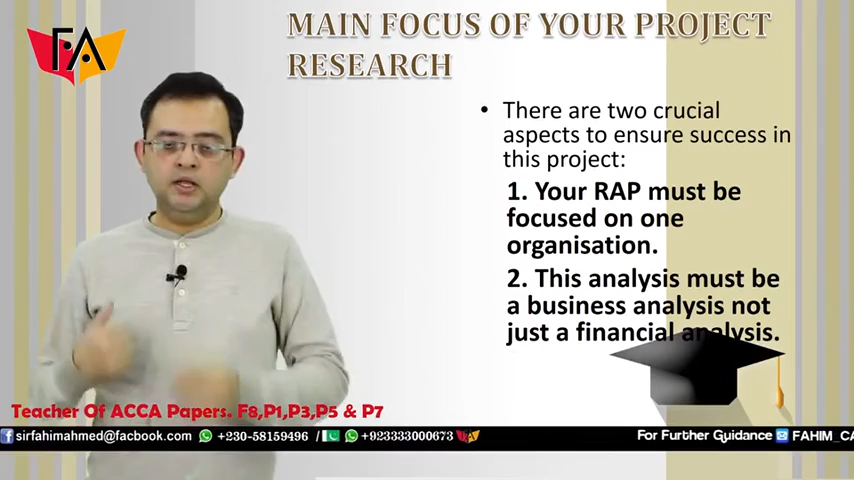 FA
MAIN FOCUS OF YOUR PROJECT
RESEARCH
• There are two crucial
aspects to ensure success in
this project:
1. Your RAP must be
focused on one
organisation.
2. This analysis must be
a business analysis not
just a financial analysis.
Teacher Of ACCA Papers. F8,P1,P3,P5 & P7
sirfahimahmed@facbook.com +230-58159496 / +923333000673 FA For Further Guidance FAHIM_CA